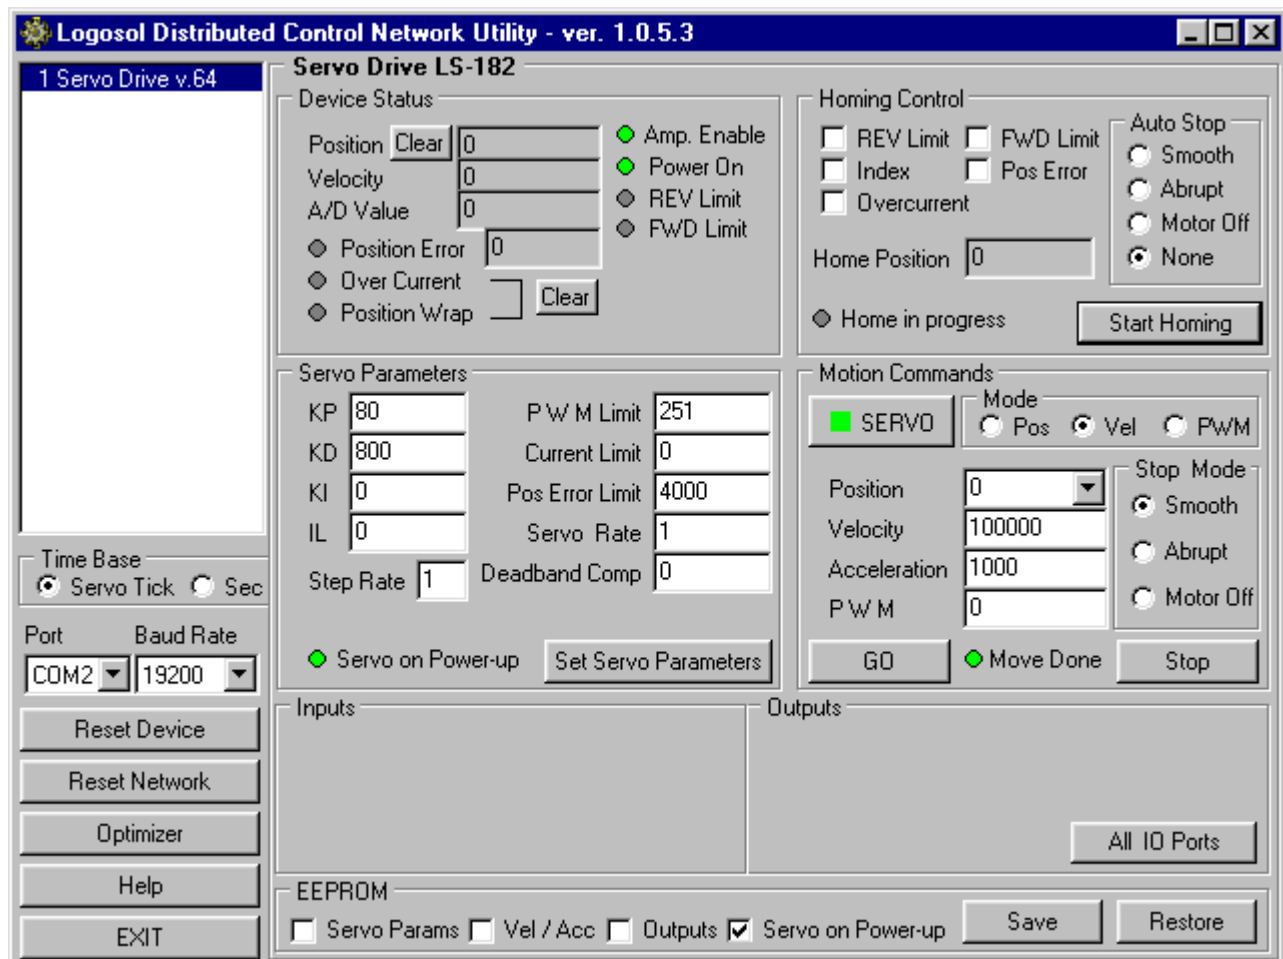 Logosol Distributed Control Network Utility - ver. 1.0.5.3
1 Servo Drive v.64
Servo Drive LS-182
Device Status
Position Clear 0
Velocity 0
A/D Value 0
Position Error 0
Over Current
Position Wrap
Clear
Amp. Enable
Power On
REV Limit
FWD Limit
Homing Control
REV Limit FWD Limit
Index Pos Error
Overcurrent
Home Position 0
Home in progress
Auto Stop
Smooth
Abrupt
Motor Off
None
Start Homing
Servo Parameters
KP 80
KD 800
KI 0
IL 0
Step Rate 1
P W M Limit 251
Current Limit 0
Pos Error Limit 4000
Servo Rate 1
Deadband Comp 0
Servo on Power-up
Set Servo Parameters
Motion Commands
SERVO
Mode
Pos Vel PWM
Position 0
Velocity 100000
Acceleration 1000
P W M 0
Stop Mode
Smooth
Abrupt
Motor Off
GO
Move Done
Stop
Time Base
Servo Tick Sec
Port Baud Rate
COM2 19200
Reset Device
Reset Network
Optimizer
Help
EXIT
Inputs
Outputs
All IO Ports
EEPROM
Servo Params Vel / Acc Outputs Servo on Power-up
Save
Restore